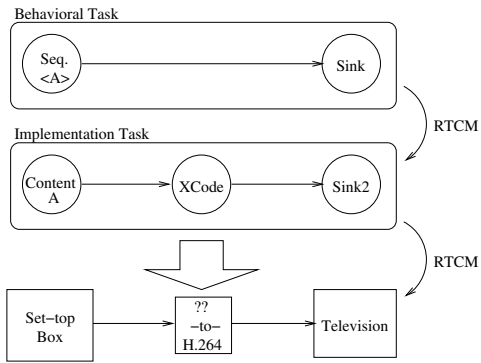 Behavioral Task
Seq.
<A>
Sink
RTCM
Implementation Task
Content
A
XCode
Sink2
RTCM
Set-top
Box
??
-to-
H.264
Television